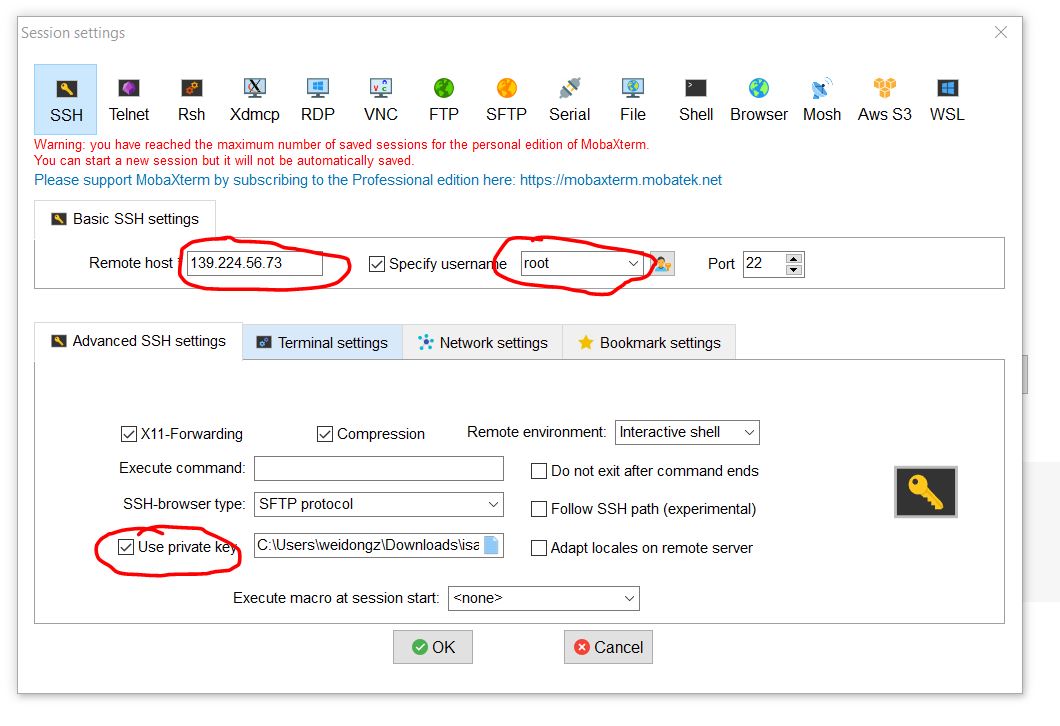 Session settings
SSH Telnet Rsh Xdmcp RDP VNC FTP SFTP Serial File Shell Browser Mosh Aws S3 WSL
Warning: you have reached the maximum number of saved sessions for the personal edition of MobaXterm.
You can start a new session but it will not be automatically saved.
Please support MobaXterm by subscribing to the Professional edition here: https://mobaxterm.mobatek.net
Basic SSH settings
Remote host * 139.224.56.73 Specify username root Port 22
Advanced SSH settings Terminal settings Network settings Bookmark settings
X11-Forwarding Compression Remote environment: Interactive shell
Execute command: Do not exit after command ends
SSH-browser type: SFTP protocol Follow SSH path (experimental)
Use private key C:\Users\weidongz\Downloads\isa Adapt locales on remote server
Execute macro at session start: <none>
OK Cancel